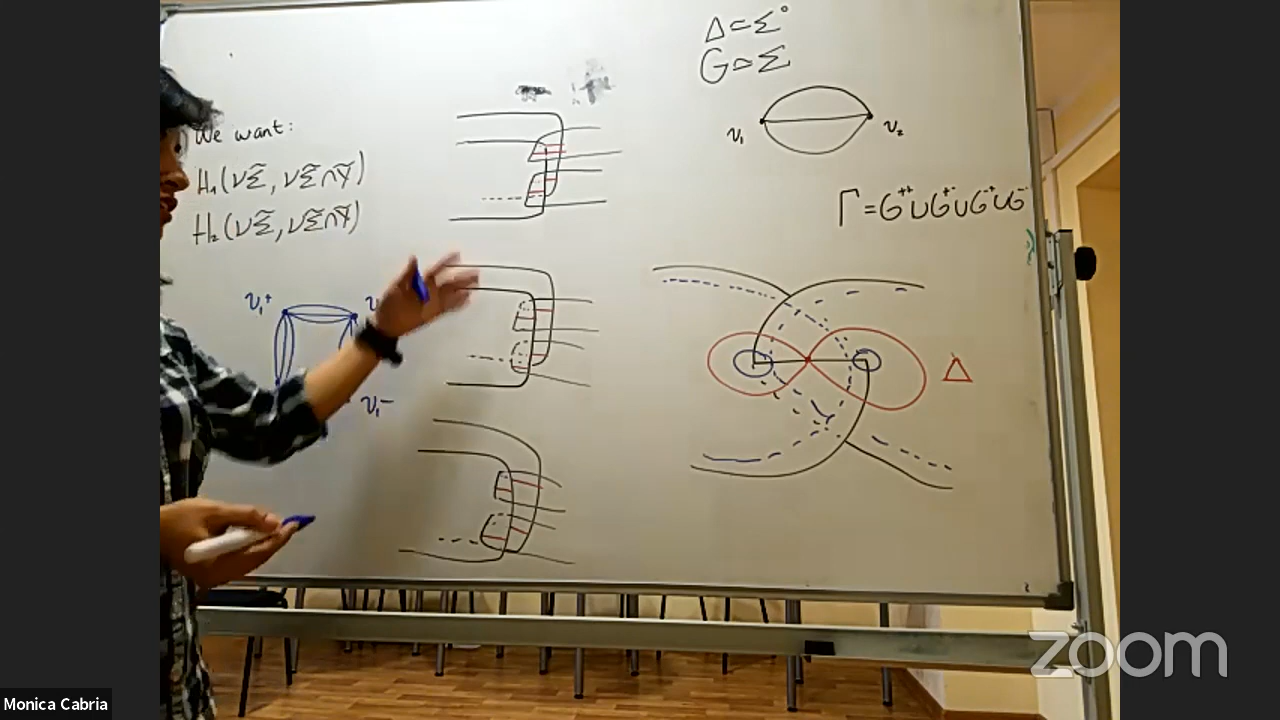 We want:
H₁(νΣ̃, νΣ̃∩Ỹ)
H₂(νΣ̃, νΣ̃∩Ỹ)
v₁⁺
v₁⁻
Δ⊂Σ°
v₁
v₂
Γ=G⁺⁺∪G⁺⁻∪G⁻⁺∪G⁻⁻
Δ
zoom
Monica Cabria